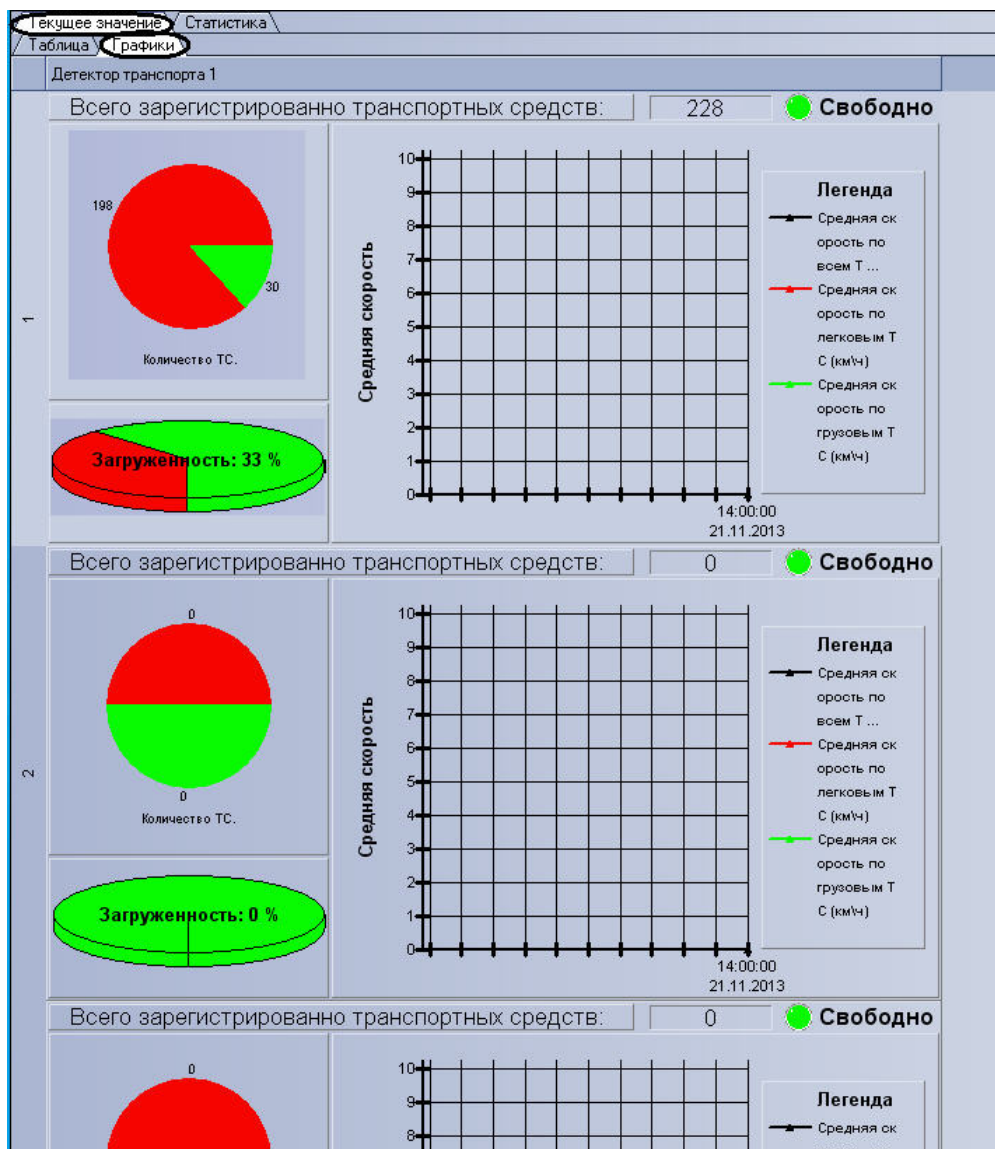 Текущее значение Статистика
Таблица Графики
Детектор транспорта 1
1
Всего зарегистрированно транспортных средств: 228 Свободно
198
30
Количество ТС.
Загруженность: 33 %
Средняя скорость
10
9
8
7
6
5
4
3
2
1
0
14:00:00
21.11.2013
Легенда
Средняя ск
орость по
всем Т ...
Средняя ск
орость по
легковым Т
С (км\ч)
Средняя ск
орость по
грузовым Т
С (км\ч)
2
Всего зарегистрированно транспортных средств: 0 Свободно
0
0
Количество ТС.
Загруженность: 0 %
Средняя скорость
10
9
8
7
6
5
4
3
2
1
0
14:00:00
21.11.2013
Легенда
Средняя ск
орость по
всем Т ...
Средняя ск
орость по
легковым Т
С (км\ч)
Средняя ск
орость по
грузовым Т
С (км\ч)
Всего зарегистрированно транспортных средств: 0 Свободно
0
10
9
8
Легенда
Средняя ск